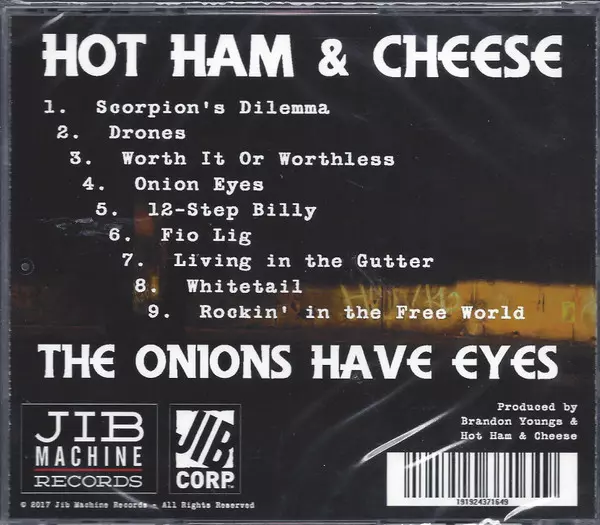 HOT HAM & CHEESE
1. Scorpion's Dilemma
2. Drones
3. Worth It Or Worthless
4. Onion Eyes
5. 12-Step Billy
6. Fio Lig
7. Living in the Gutter
8. Whitetail
9. Rockin' in the Free World
THE ONIONS HAVE EYES
JIB
MACHINE
RECORDS
JIB
CORP
Produced by
Brandon Youngs &
Hot Ham & Cheese
191924371649
© 2017 Jib Machine Records - All Rights Reserved